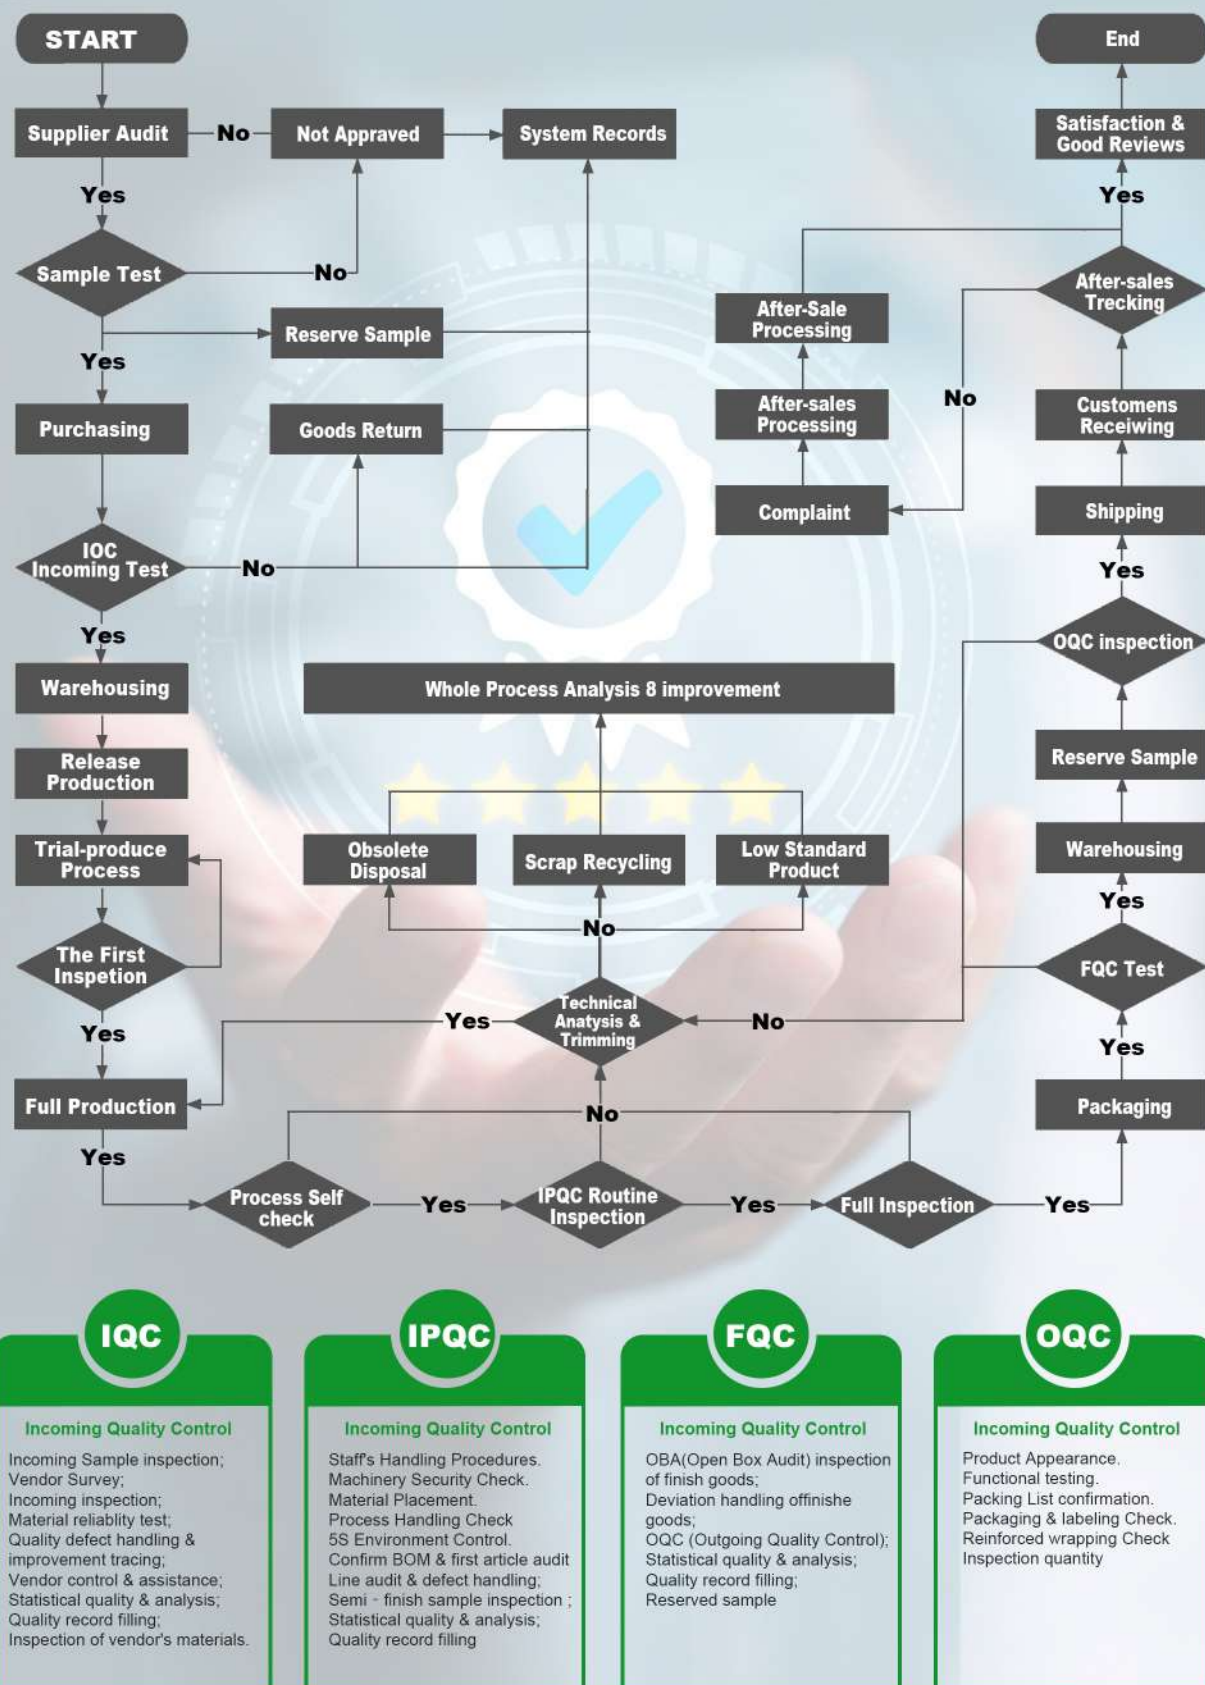 START
End
Supplier Audit
No
Not Appraved
System Records
Satisfaction &
Good Reviews
Yes
Yes
Sample Test
No
After-sales
Trecking
After-Sale
Processing
Reserve Sample
Yes
No
Purchasing
Goods Return
After-sales
Processing
Customens
Receiwing
Complaint
Shipping
IOC
Incoming Test
No
Yes
Yes
OQC inspection
Warehousing
Whole Process Analysis 8 improvement
Release
Production
Reserve Sample
Trial-produce
Process
Obsolete
Disposal
Scrap Recycling
Low Standard
Product
Warehousing
Yes
No
The First
Inspetion
FQC Test
Technical
Anatysis &
Trimming
Yes
Yes
No
Yes
Full Production
No
Packaging
Yes
Process Self
check
Yes
IPQC Routine
Inspection
Yes
Full Inspection
Yes
IQC
Incoming Quality Control
Incoming Sample inspection;
Vendor Survey;
Incoming inspection;
Material reliablity test;
Quality defect handling &
improvement tracing;
Vendor control & assistance;
Statistical quality & analysis;
Quality record filling;
Inspection of vendor's materials.
IPQC
Incoming Quality Control
Staff's Handling Procedures.
Machinery Security Check.
Material Placement.
Process Handling Check
5S Environment Control.
Confirm BOM & first article audit
Line audit & defect handling;
Semi - finish sample inspection ;
Statistical quality & analysis;
Quality record filling
FQC
Incoming Quality Control
OBA(Open Box Audit) inspection
of finish goods;
Deviation handling offinishe
goods;
OQC (Outgoing Quality Control);
Statistical quality & analysis;
Quality record filling;
Reserved sample
OQC
Incoming Quality Control
Product Appearance.
Functional testing.
Packing List confirmation.
Packaging & labeling Check.
Reinforced wrapping Check
Inspection quantity